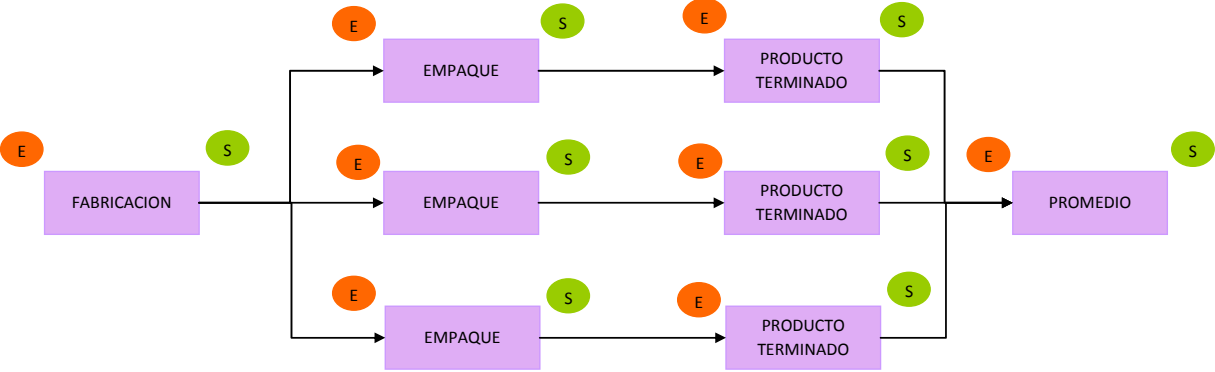 E
S
E
S
PRODUCTO
TERMINADO
EMPAQUE
E
S
FABRICACION
E
S
EMPAQUE
E
S
PRODUCTO
TERMINADO
E
S
PROMEDIO
E
S
EMPAQUE
E
S
PRODUCTO
TERMINADO